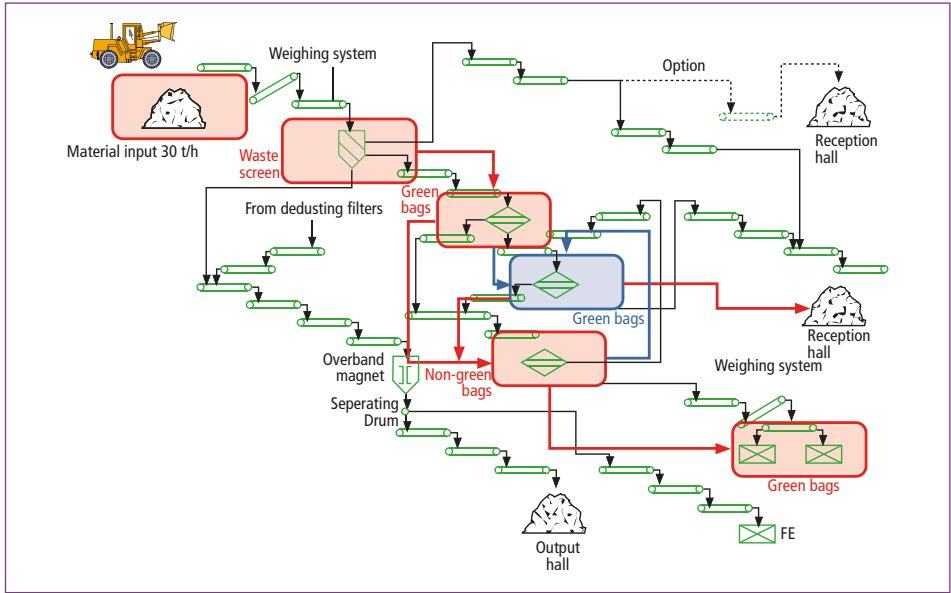 Weighing system
Option
Material input 30 t/h
Reception
hall
Waste
screen
Green
bags
From dedusting filters
Green bags
Reception
hall
Overband
magnet
Non-green
bags
Weighing system
Seperating
Drum
Green bags
FE
Output
hall